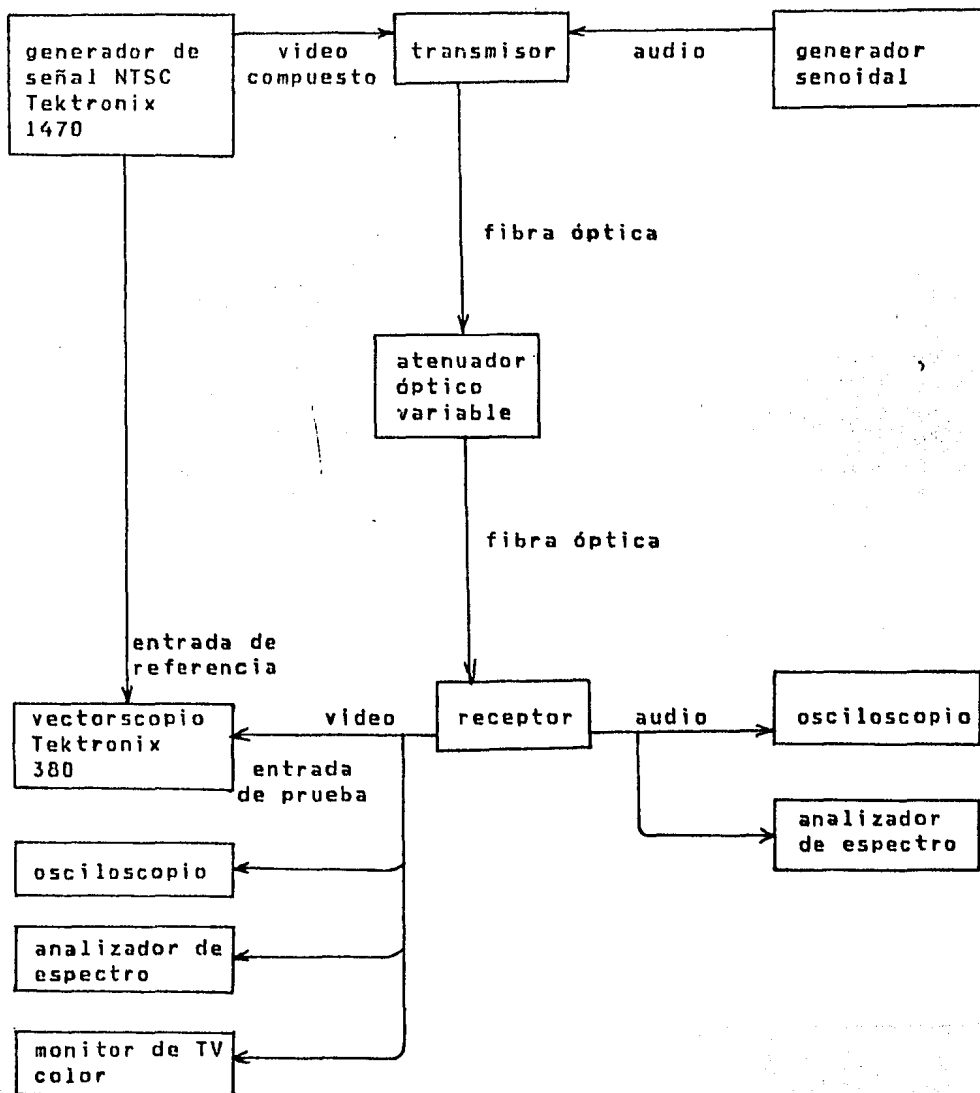 generador de
señal NTSC
Tektronix
1470
video
compuesto
transmisor
audio
generador
senoidal
fibra óptica
atenuador
óptico
variable
fibra óptica
entrada de
referencia
vectorscopio
Tektronix
380
video
entrada
de prueba
receptor
audio
osciloscopio
analizador
de espectro
osciloscopio
analizador de
espectro
monitor de TV
color